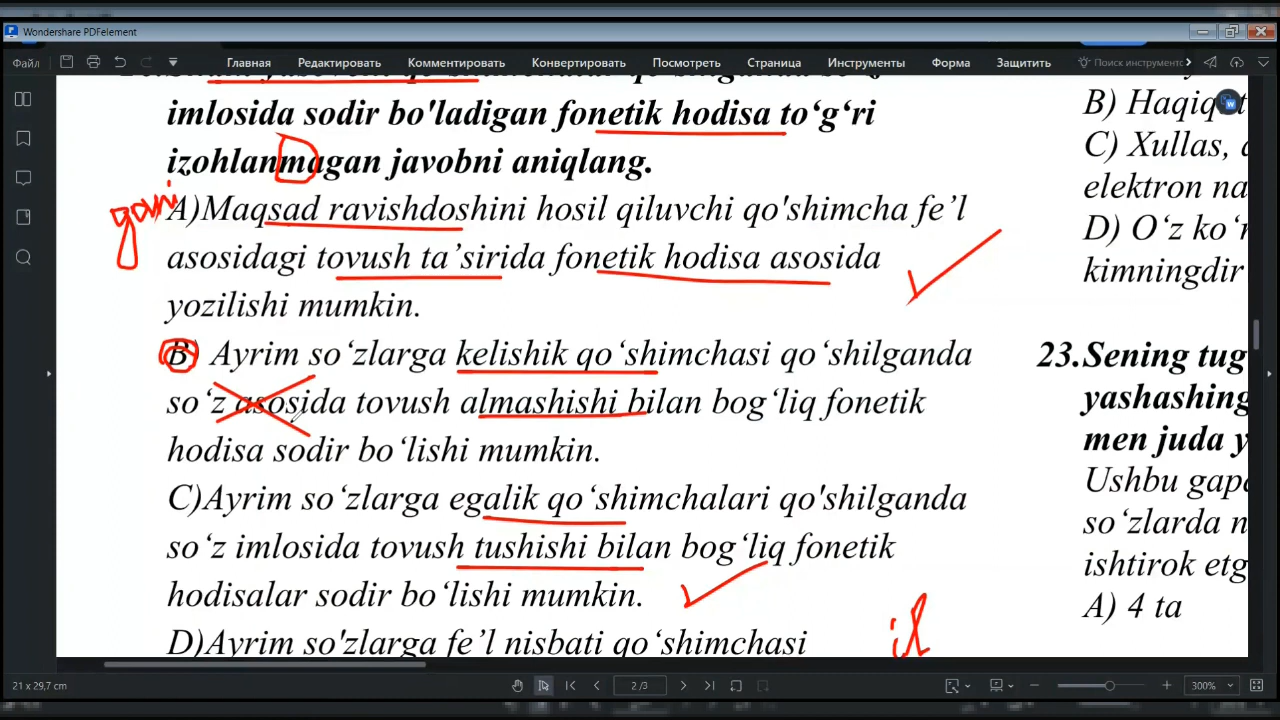 Wondershare PDFelement
Файл
Главная
Редактировать
Комментировать
Конвертировать
Посмотреть
Страница
Инструменты
Форма
Защитить
Поиск инструмент
imlosida sodir bo'ladigan fonetik hodisa to‘g‘ri
izohlanmagan javobni aniqlang.
A)Maqsad ravishdoshini hosil qiluvchi qo'shimcha fe’l
asosidagi tovush ta’sirida fonetik hodisa asosida
yozilishi mumkin.
B) Ayrim so‘zlarga kelishik qo‘shimchasi qo‘shilganda
so‘z asosida tovush almashishi bilan bog‘liq fonetik
hodisa sodir bo‘lishi mumkin.
C)Ayrim so‘zlarga egalik qo‘shimchalari qo'shilganda
so‘z imlosida tovush tushishi bilan bog‘liq fonetik
hodisalar sodir bo‘lishi mumkin.
D)Ayrim so'zlarga fe’l nisbati qo‘shimchasi
il
B) Haqiqat
C) Xullas,
elektron na
D) O‘z ko‘r
kimningdir
23.Sening tug
yashashing
men juda y
Ushbu gapd
so‘zlarda n
ishtirok etg
A) 4 ta
21 x 29,7 cm
2 /3
300%